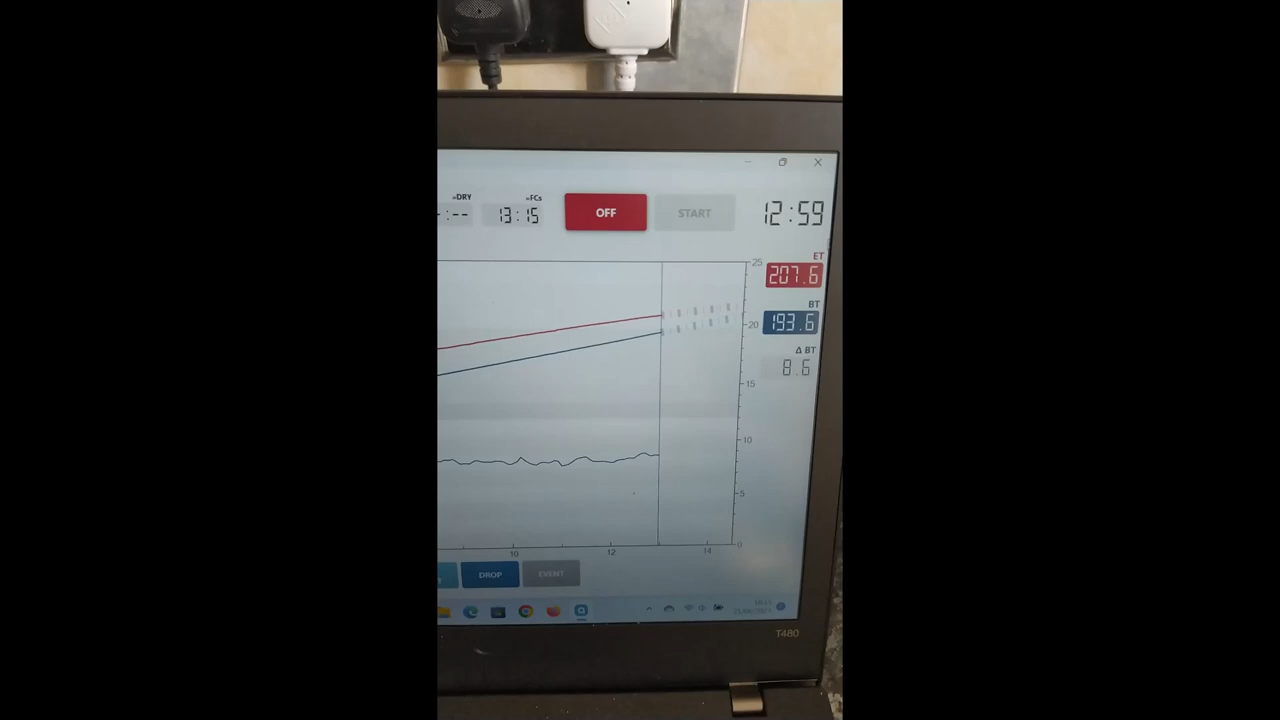 ≈DRY
≈FCs
-:--
13:15
OFF
START
12:59
ET
207.6
BT
193.6
Δ BT
8.6
25
20
15
10
5
0
10
12
14
DROP
EVENT
T480